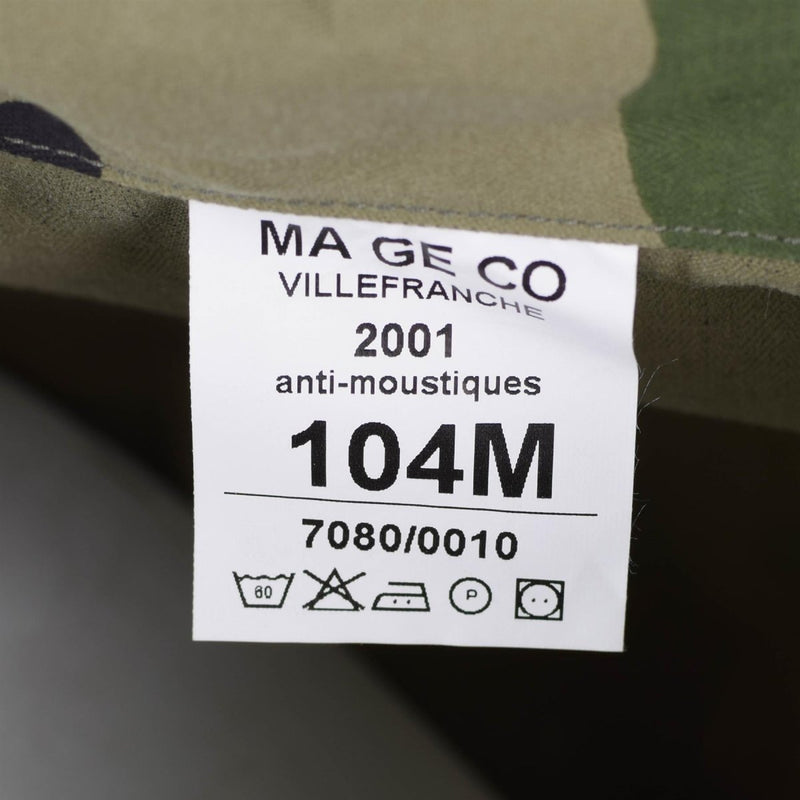 MA GE CO
VILLEFRANCHE
2001
anti-moustiques
104M
7080/0010
60
P